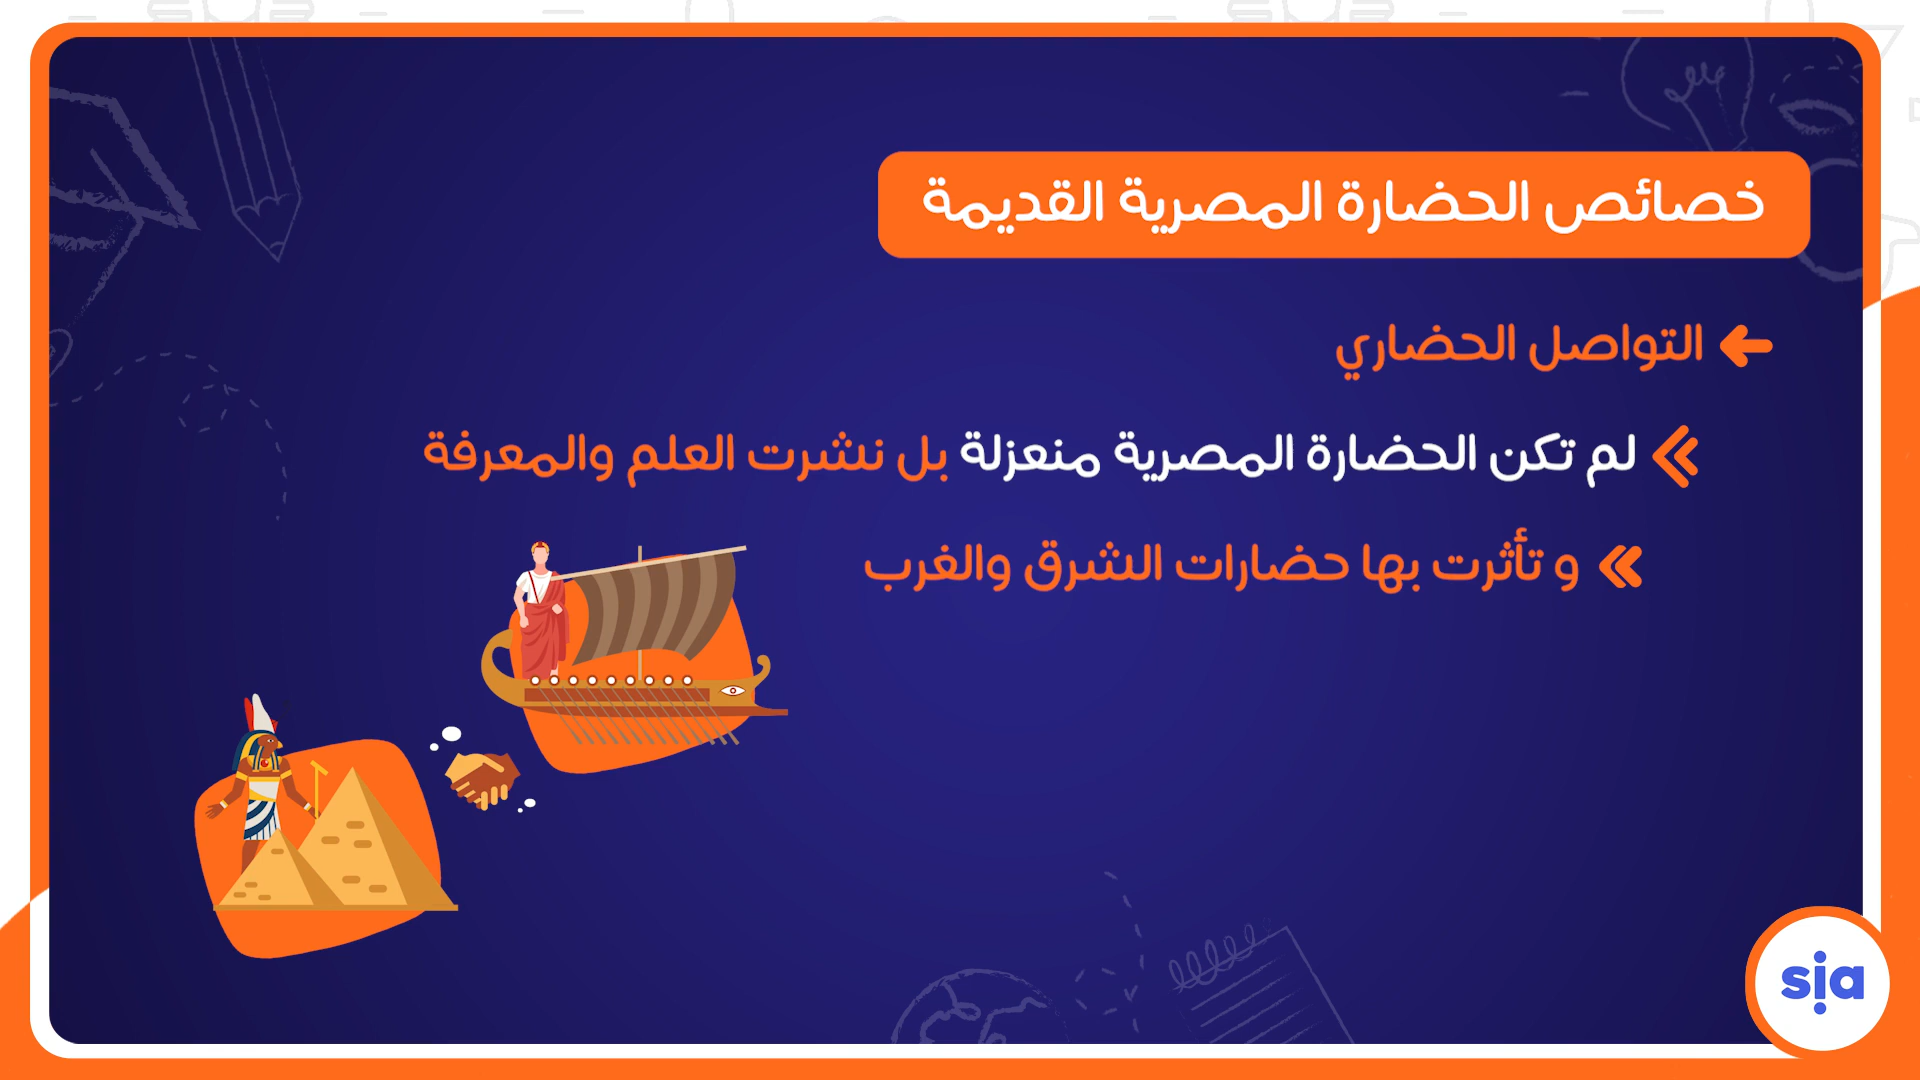 خصائص الحضارة المصرية القديمة
التواصل الحضاري
لم تكن الحضارة المصرية منعزلة بل نشرت العلم والمعرفة
و تأثرت بها حضارات الشرق والغرب
sia